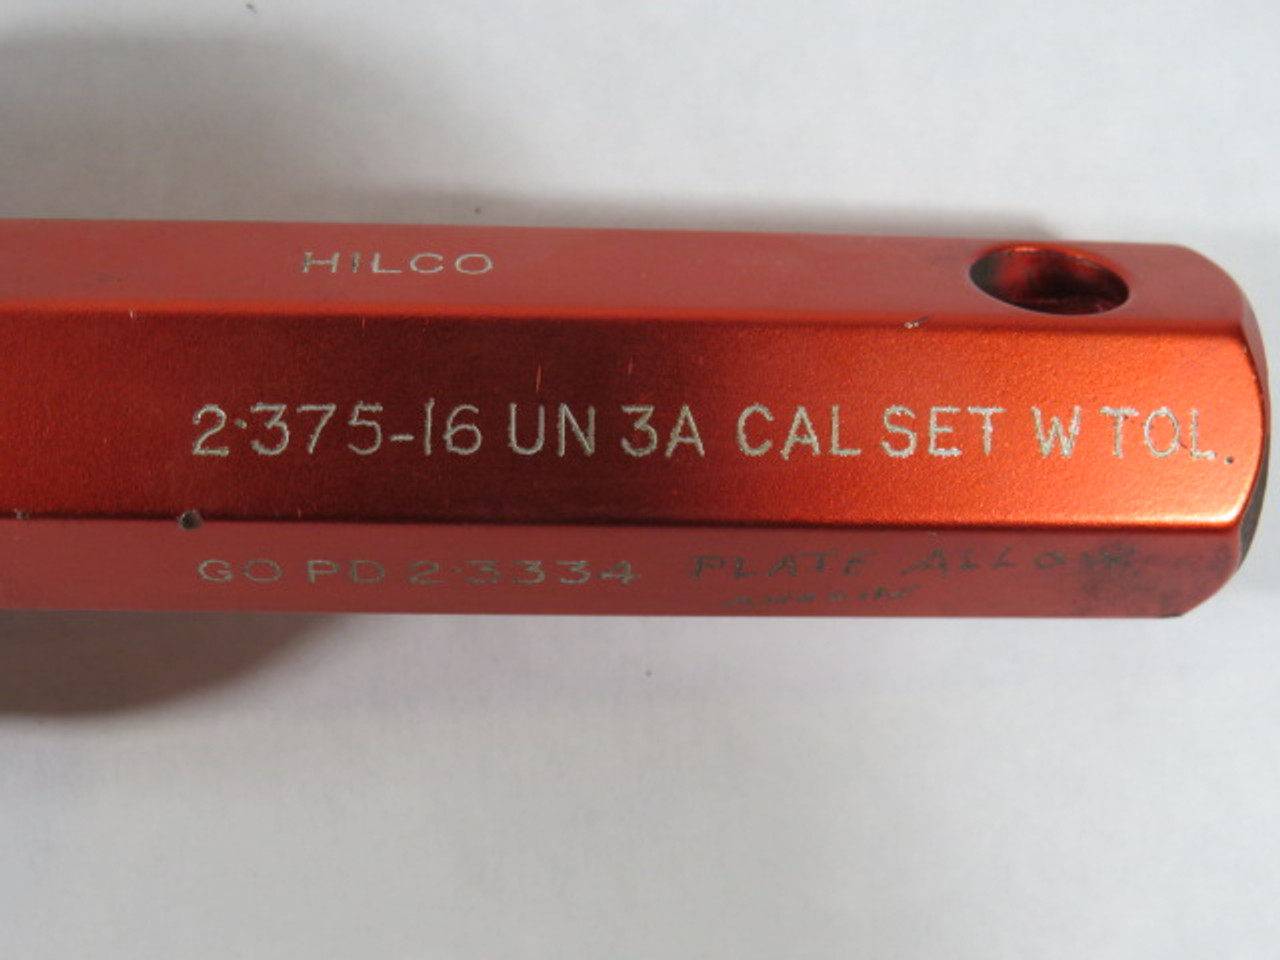 HILCO
2.375-16 UN 3A CAL SET W TOL.
GO PD 2.3334 PLATE ALLOW